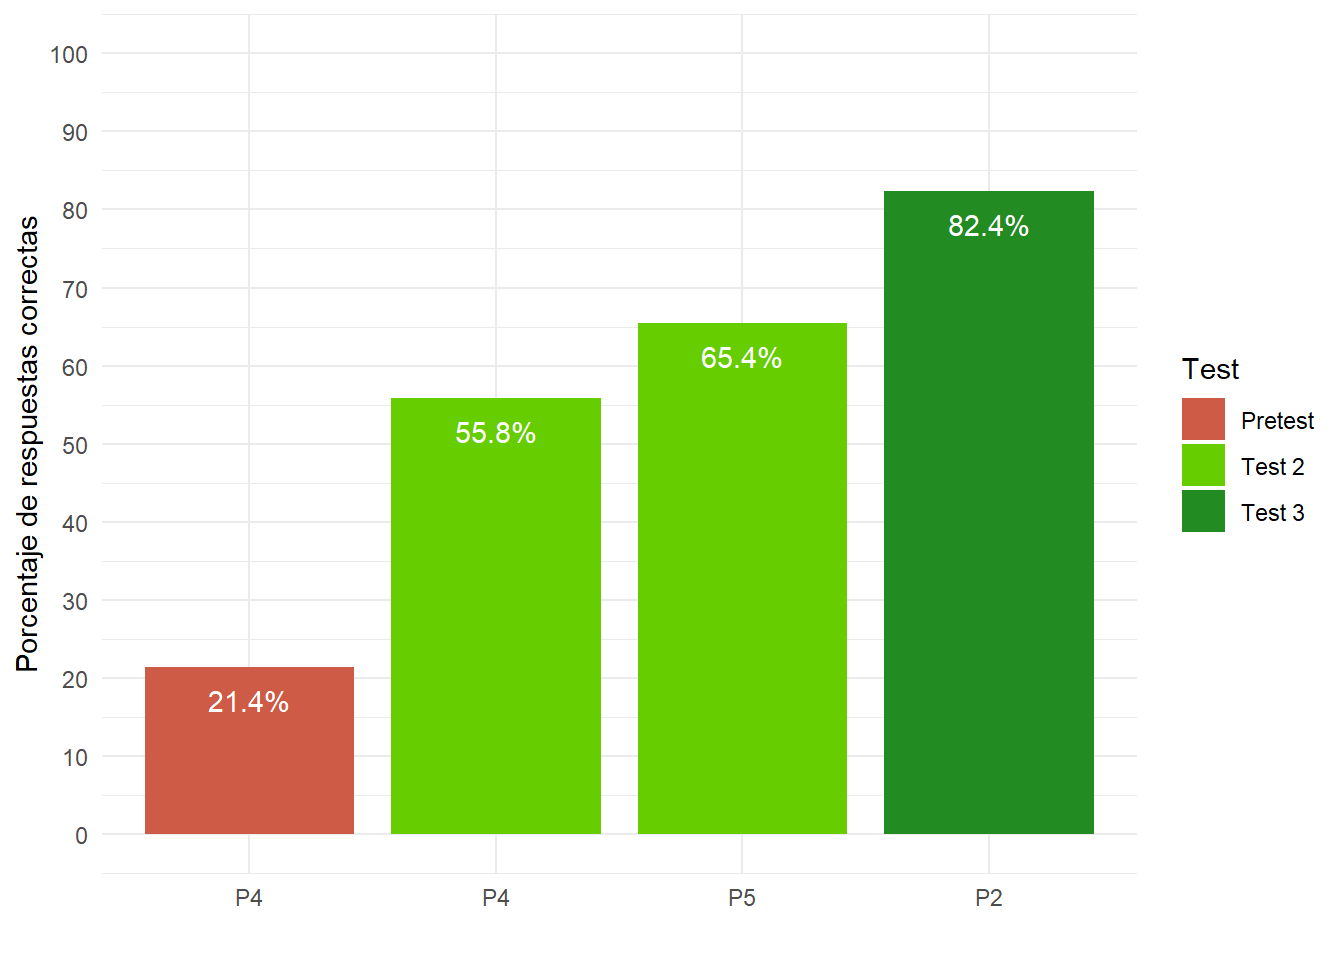 Porcentaje de respuestas correctas
100
90
80
70
60
50
40
30
20
10
0
21.4%
55.8%
65.4%
82.4%
P4
P4
P5
P2
Test
Pretest
Test 2
Test 3